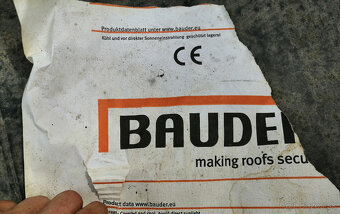 Produktdatenblatt unter www.bauder.eu
Kühl und vor direkter Sonneneinstrahlung geschützt lagern!
CE
BAUDER
making roofs secu
Product data www.bauder.eu